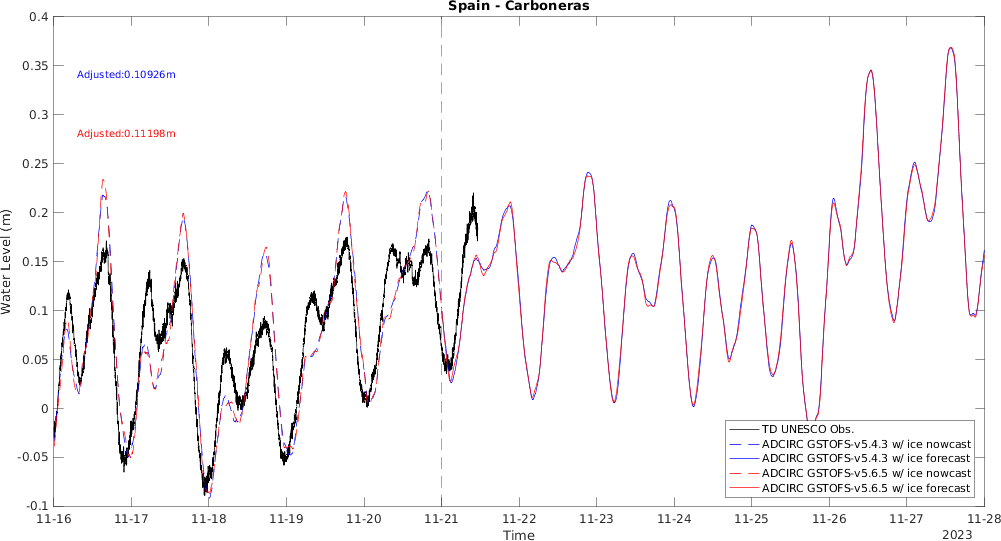 Spain - Carboneras
0.4
0.35
0.3
0.25
0.2
0.15
0.1
0.05
0
-0.05
-0.1
Water Level (m)
Adjusted:0.10926m
Adjusted:0.11198m
TD UNESCO Obs.
ADCIRC GSTOFS-v5.4.3 w/ ice nowcast
ADCIRC GSTOFS-v5.4.3 w/ ice forecast
ADCIRC GSTOFS-v5.6.5 w/ ice nowcast
ADCIRC GSTOFS-v5.6.5 w/ ice forecast
11-16 11-17 11-18 11-19 11-20 11-21 11-22 11-23 11-24 11-25 11-26 11-27 11-28
Time
2023